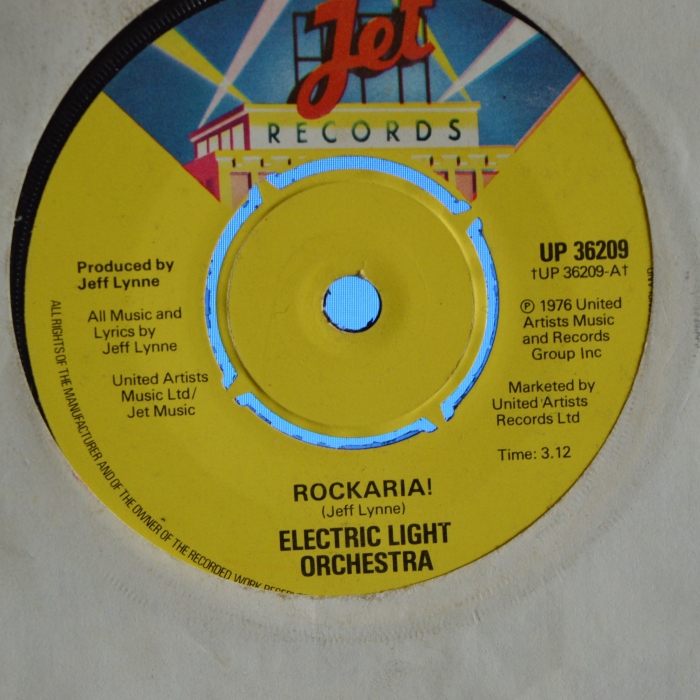 Jet
RECORDS
Produced by
Jeff Lynne
All Music and
Lyrics by
Jeff Lynne
United Artists
Music Ltd/
Jet Music
UP 36209
†UP 36209-A†
℗ 1976 United
Artists Music
and Records
Group Inc
Marketed by
United Artists
Records Ltd
Time: 3.12
ROCKARIA!
(Jeff Lynne)
ELECTRIC LIGHT
ORCHESTRA
ALL RIGHTS OF THE MANUFACTURER AND OF THE OWNER OF THE RECORDED WORK